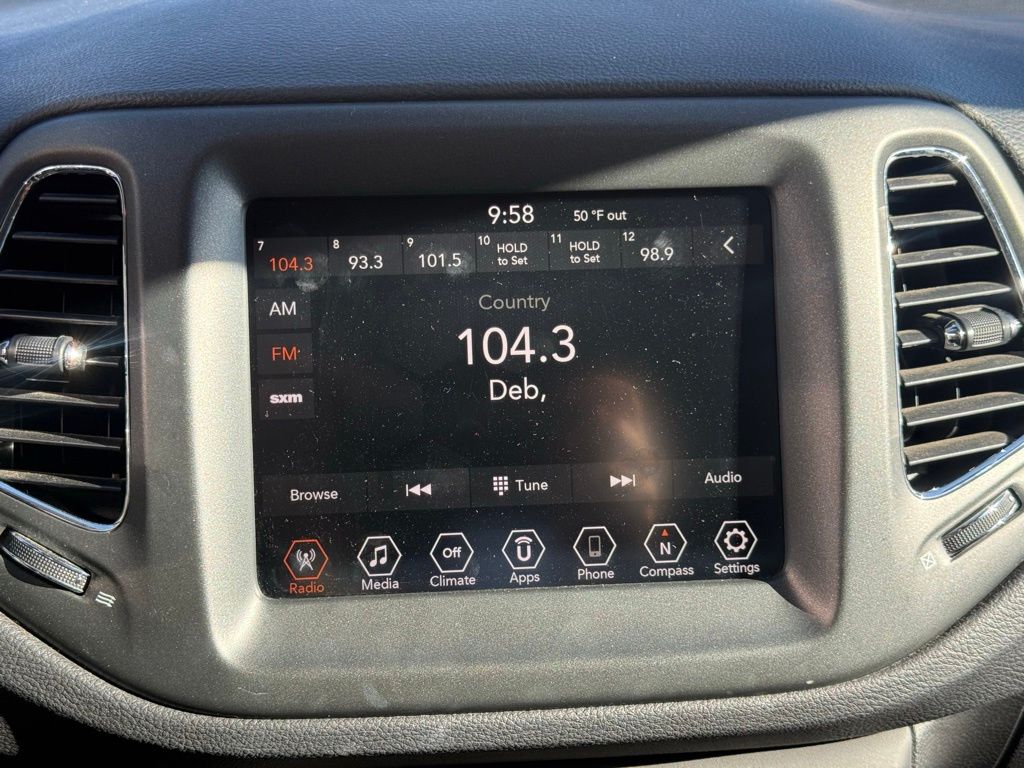 9:58 50 °F out
7 104.3 8 93.3 9 101.5 10 HOLD to Set 11 HOLD to Set 12 98.9
AM
FM
sxm
Country
104.3
Deb,
Browse Tune Audio
Off N
Radio Media Climate Apps Phone Compass Settings